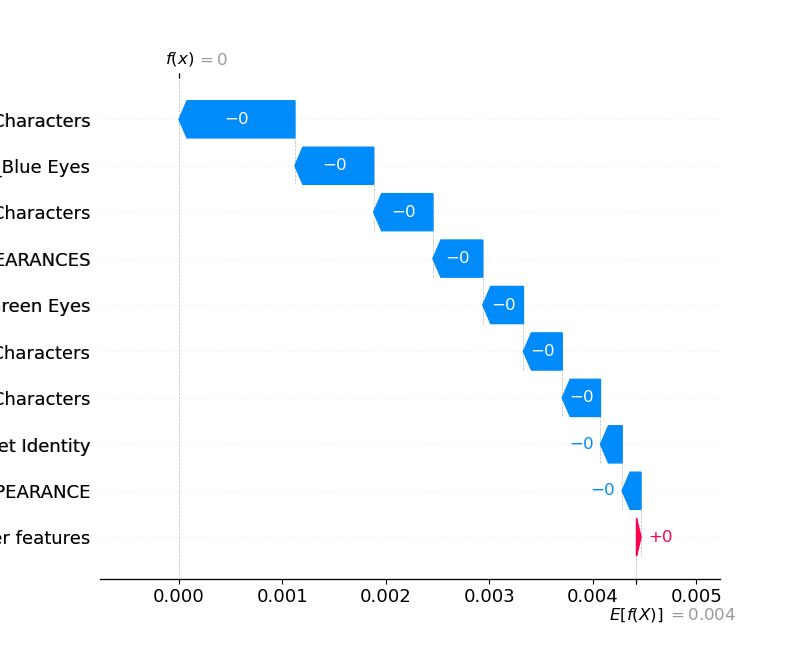 f(x) = 0
Characters −0
_Blue Eyes −0
Characters −0
EARANCES −0
reen Eyes −0
Characters −0
Characters −0
et Identity −0
PEARANCE −0
er features +0
0.000 0.001 0.002 0.003 0.004 0.005
E[f(X)] = 0.004